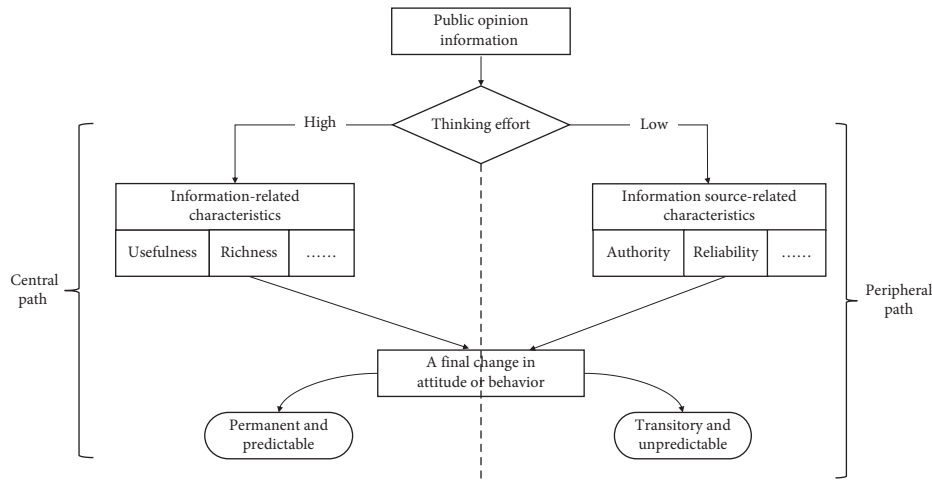 Public opinion
information
Thinking effort
High
Low
Information-related
characteristics
Usefulness
Richness
......
Information source-related
characteristics
Authority
Reliability
......
Central
path
Peripheral
path
A final change in
attitude or behavior
Permanent and
predictable
Transitory and
unpredictable